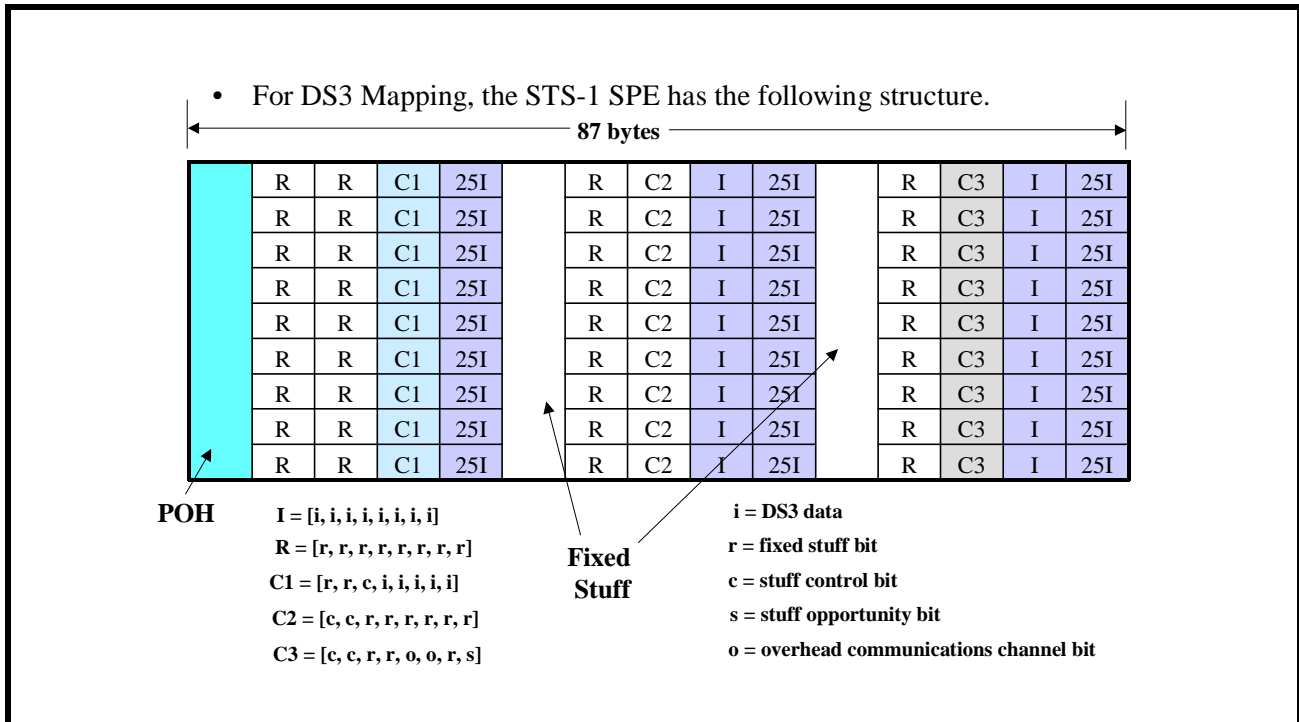 • For DS3 Mapping, the STS-1 SPE has the following structure.
87 bytes
R R C1 25I R C2 I 25I R C3 I 25I
R R C1 25I R C2 I 25I R C3 I 25I
R R C1 25I R C2 I 25I R C3 I 25I
R R C1 25I R C2 I 25I R C3 I 25I
R R C1 25I R C2 I 25I R C3 I 25I
R R C1 25I R C2 I 25I R C3 I 25I
R R C1 25I R C2 I 25I R C3 I 25I
R R C1 25I R C2 I 25I R C3 I 25I
R R C1 25I R C2 I 25I R C3 I 25I
POH
I = [i, i, i, i, i, i, i, i]
R = [r, r, r, r, r, r, r, r]
C1 = [r, r, c, i, i, i, i, i]
C2 = [c, c, r, r, r, r, r, r]
C3 = [c, c, r, r, o, o, r, s]
Fixed
Stuff
i = DS3 data
r = fixed stuff bit
c = stuff control bit
s = stuff opportunity bit
o = overhead communications channel bit